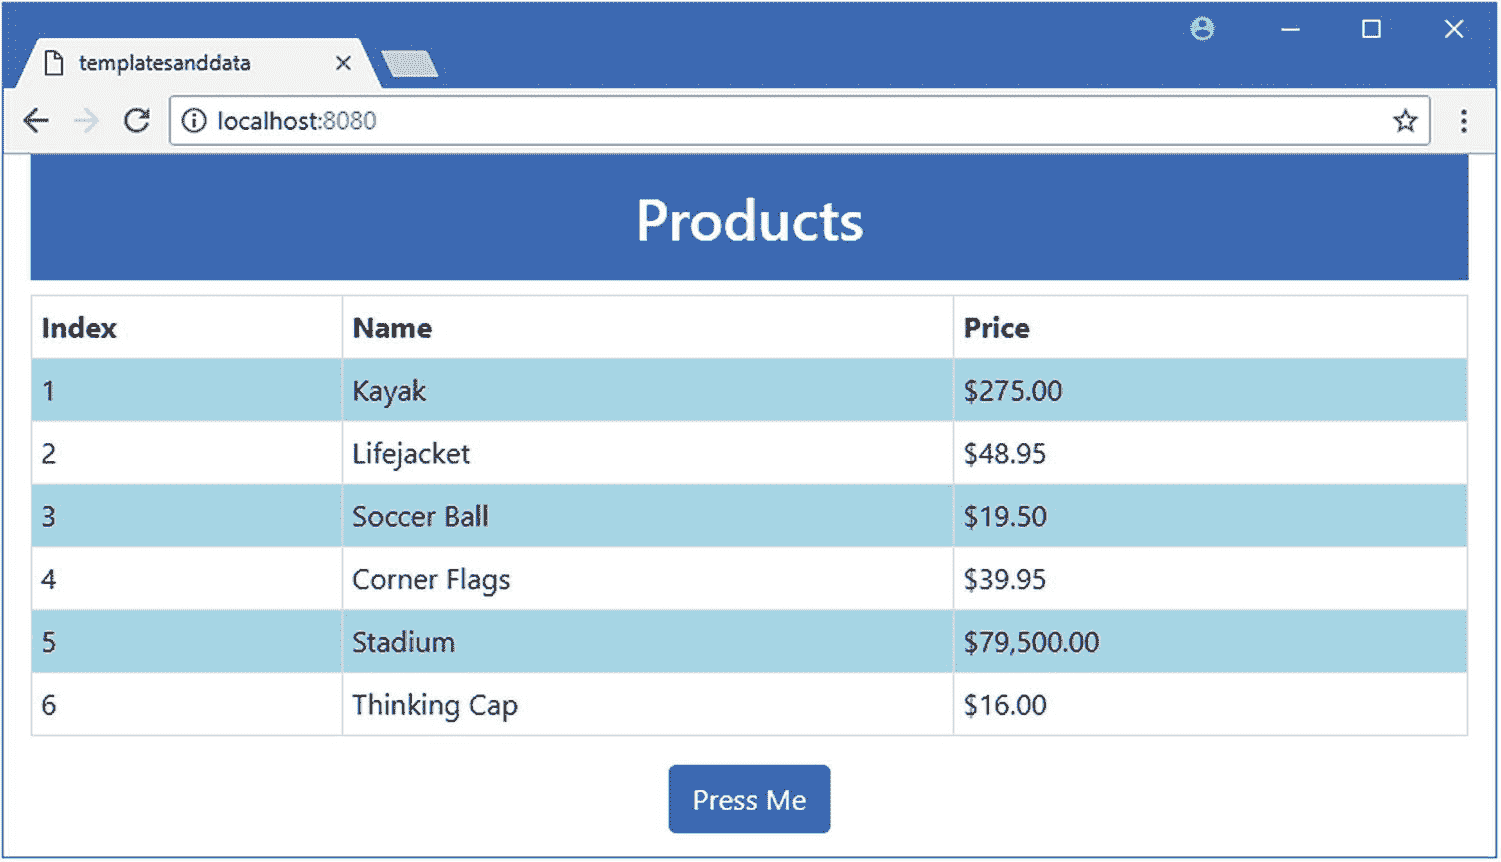 templatesanddata
localhost:8080
Products
Index Name Price
1 Kayak $275.00
2 Lifejacket $48.95
3 Soccer Ball $19.50
4 Corner Flags $39.95
5 Stadium $79,500.00
6 Thinking Cap $16.00
Press Me